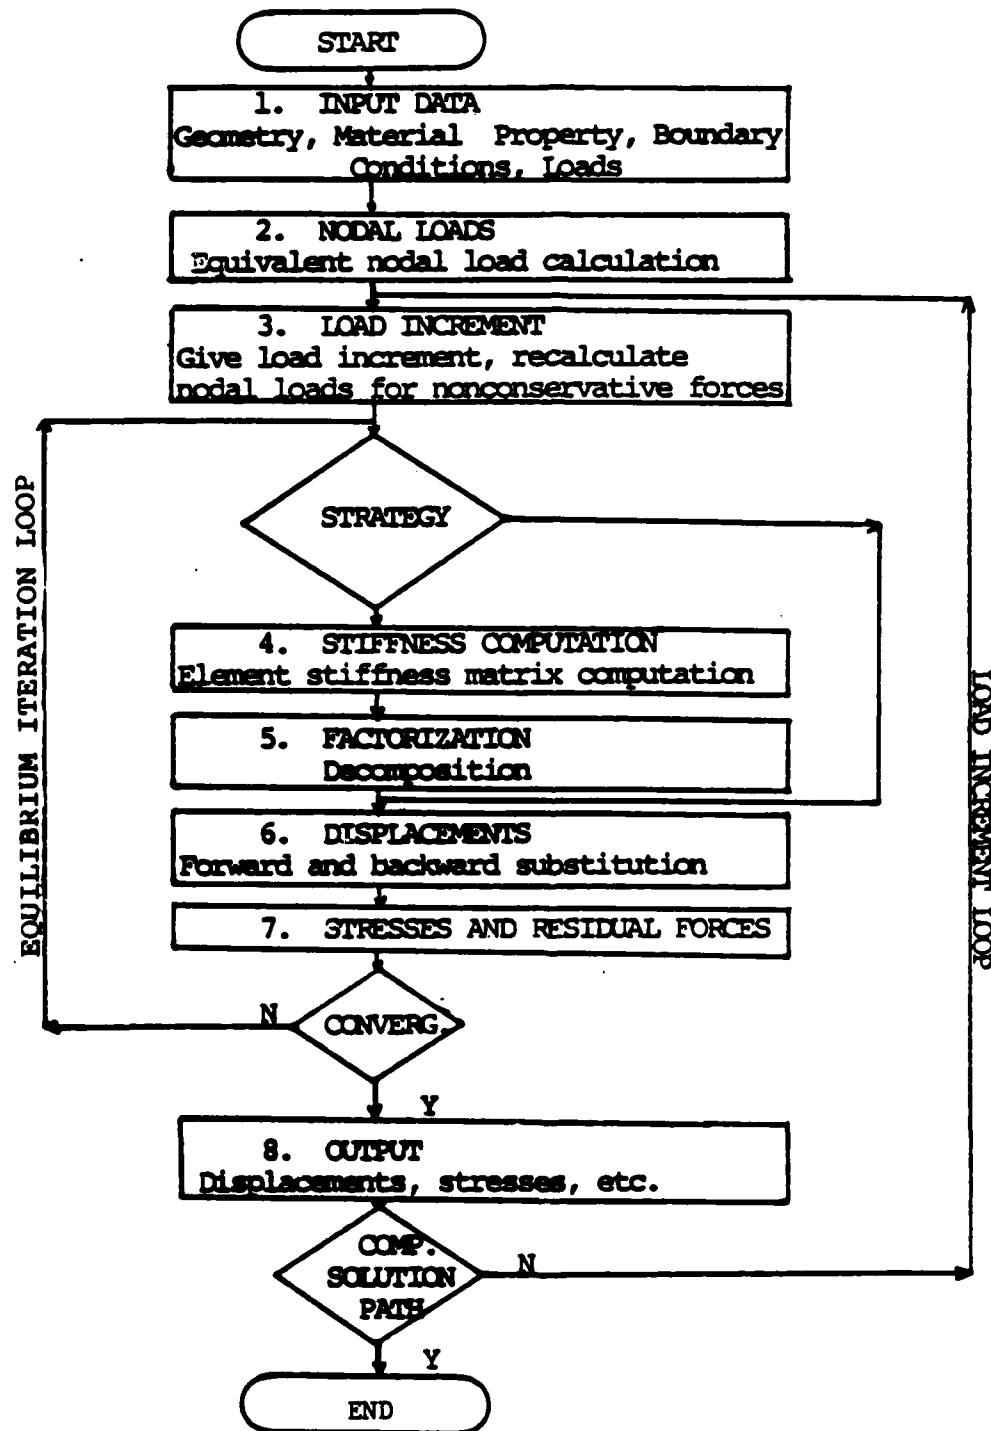 START
1. INPUT DATA
Geometry, Material Property, Boundary
Conditions, Loads
2. NODAL LOADS
Equivalent nodal load calculation
3. LOAD INCREMENT
Give load increment, recalculate
nodal loads for nonconservative forces
STRATEGY
4. STIFFNESS COMPUTATION
Element stiffness matrix computation
5. FACTORIZATION
Decomposition
6. DISPLACEMENTS
Forward and backward substitution
7. STRESSES AND RESIDUAL FORCES
N
CONVERG.
Y
8. OUTPUT
Displacements, stresses, etc.
COMP.
SOLUTION
PATH
N
Y
END
EQUILIBRIUM ITERATION LOOP
LOAD INCREMENT LOOP